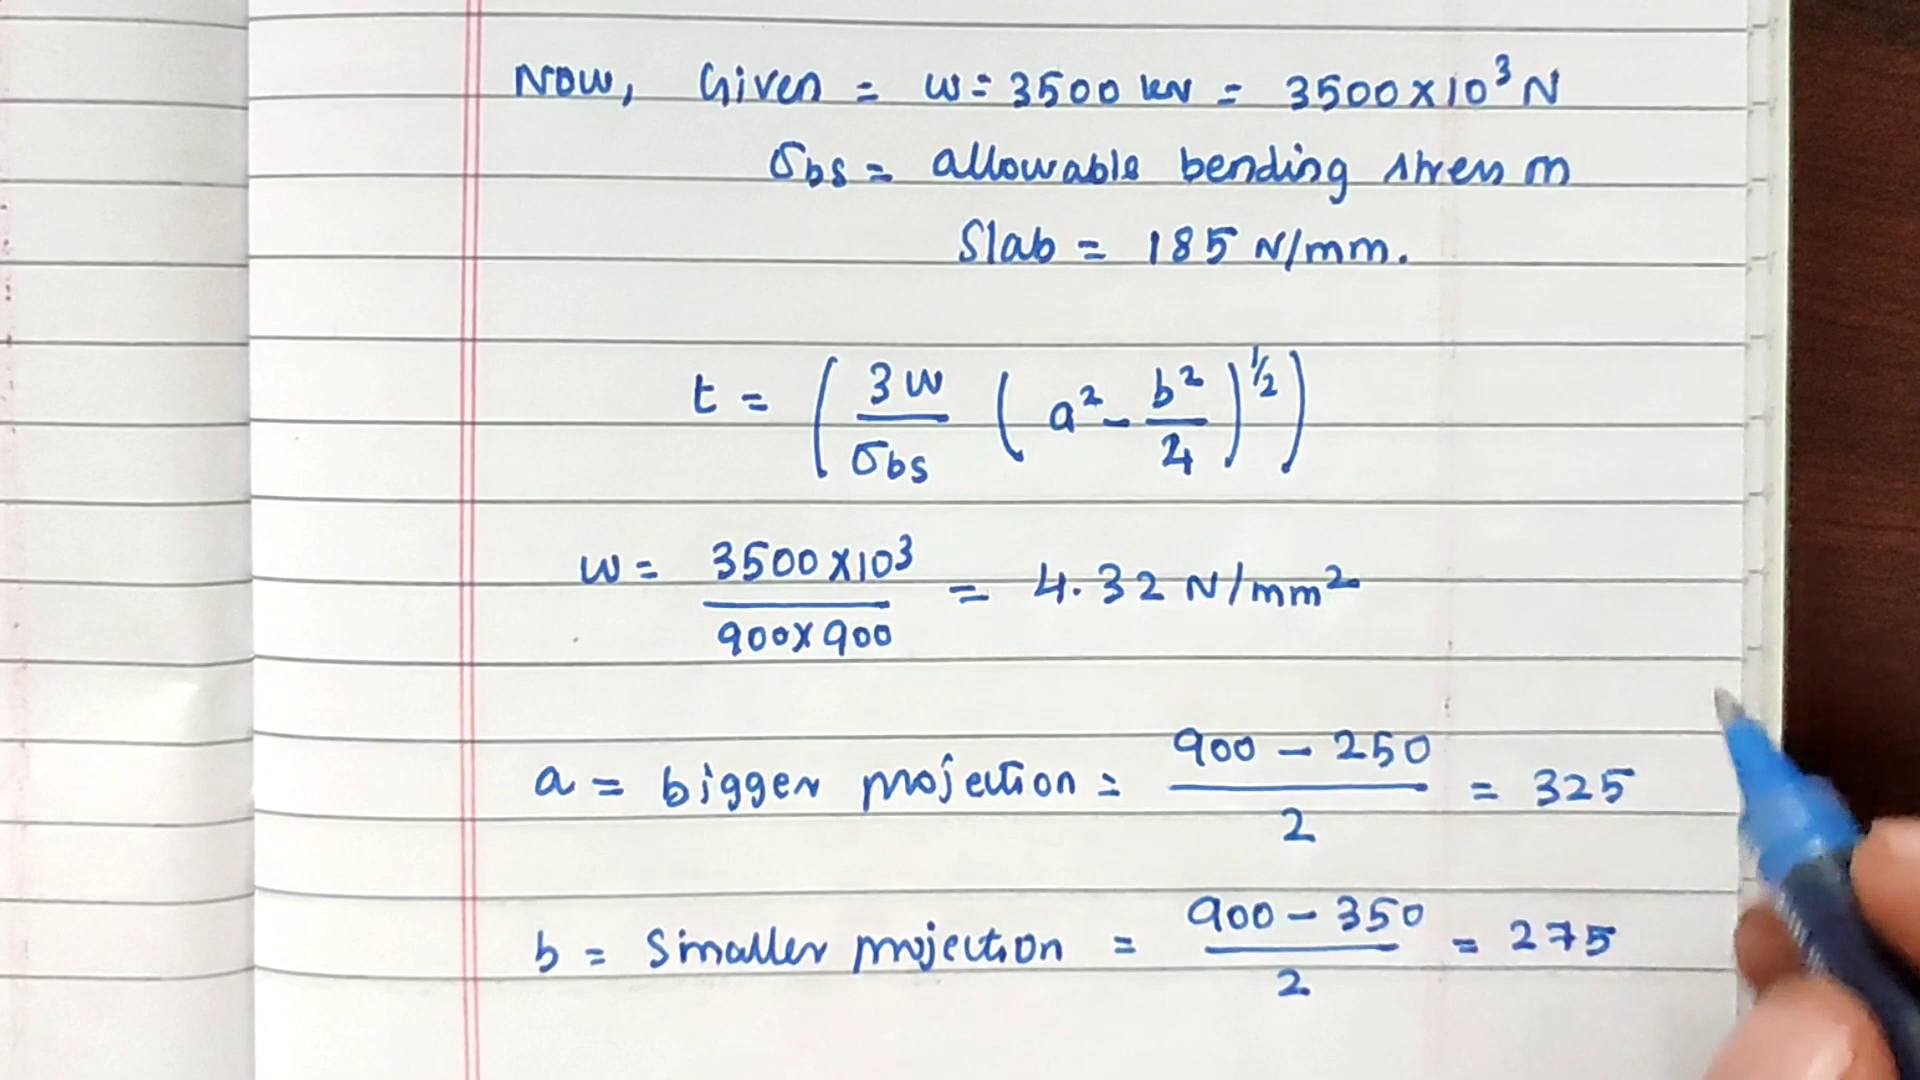 Now, Given = W = 3500 kN = 3500 × 10³ N
σbs = allowable bending stress in
Slab = 185 N/mm.
t = ( 3w / σbs ( a² - b² / 4 )^1/2 )
w = 3500 × 10³ / 900 × 900 = 4.32 N/mm²
a = bigger projection = 900 - 250 / 2 = 325
b = Smaller projection = 900 - 350 / 2 = 275